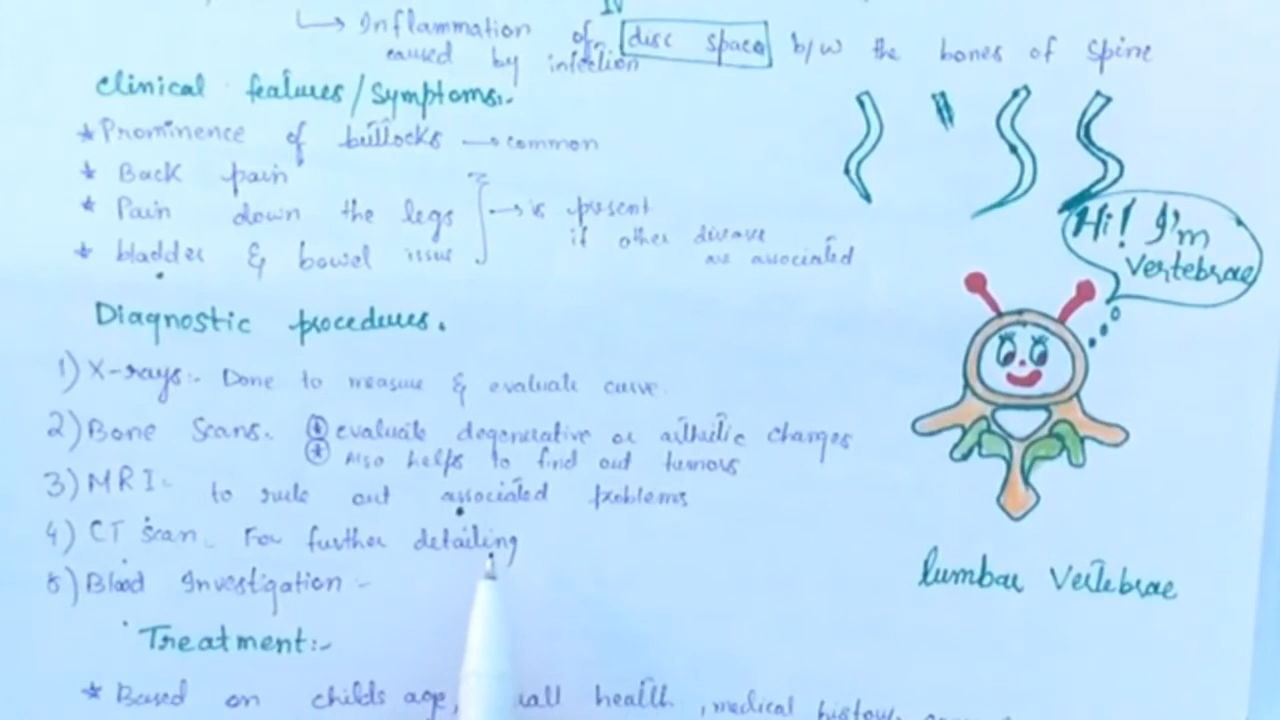 IV
↳ Inflammation of disc space b/w the bones of spine
caused by infection
Clinical features/Symptoms:-
* Prominence of buttocks → common
* Back pain
* Pain down the legs → is present
if other disease
* bladder & bowel issue are associated
Hi! I'm
vertebrae
Diagnostic procedures.
1) X-rays:- Done to measure & evaluate curve.
2) Bone Scans. * evaluate degenerative or arthritic changes
* Also helps to find out tumors
3) MRI:- to rule out associated problems
4) CT scan:- For further detailing
5) Blood Investigation -
lumbar Vertebrae
Treatment:-
* Based on childs age, health, medical history